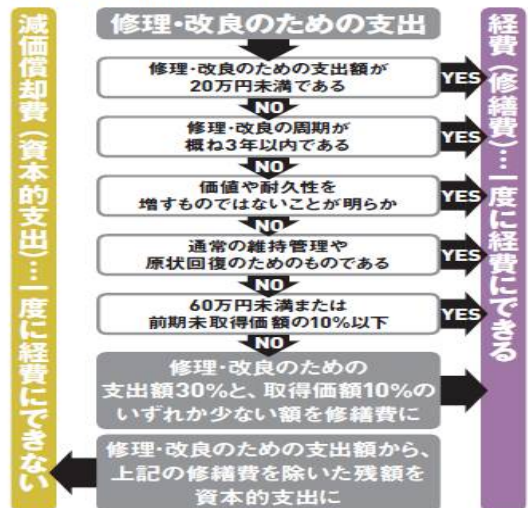 修理・改良のための支出
減価償却費(資本的支出)…一度に経費にできない
経費(修繕費)…一度に経費にできる
修理・改良のための支出額が
20万円未満である
YES
NO
修理・改良の周期が
概ね3年以内である
YES
NO
価値や耐久性を
増すものではないことが明らか
YES
NO
通常の維持管理や
原状回復のためのものである
YES
NO
60万円未満または
前期末取得価額の10%以下
YES
NO
修理・改良のための
支出額30%と、取得価額10%の
いずれか少ない額を修繕費に
修理・改良のための支出額から、
上記の修繕費を除いた残額を
資本的支出に